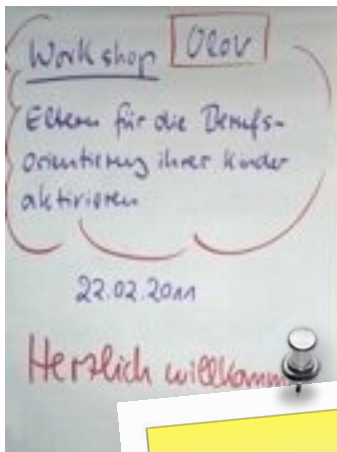 Workshop OloV
Eltern für die Berufs-
orientierung ihrer Kinder
aktivieren
22.02.2011
Herzlich willkomm